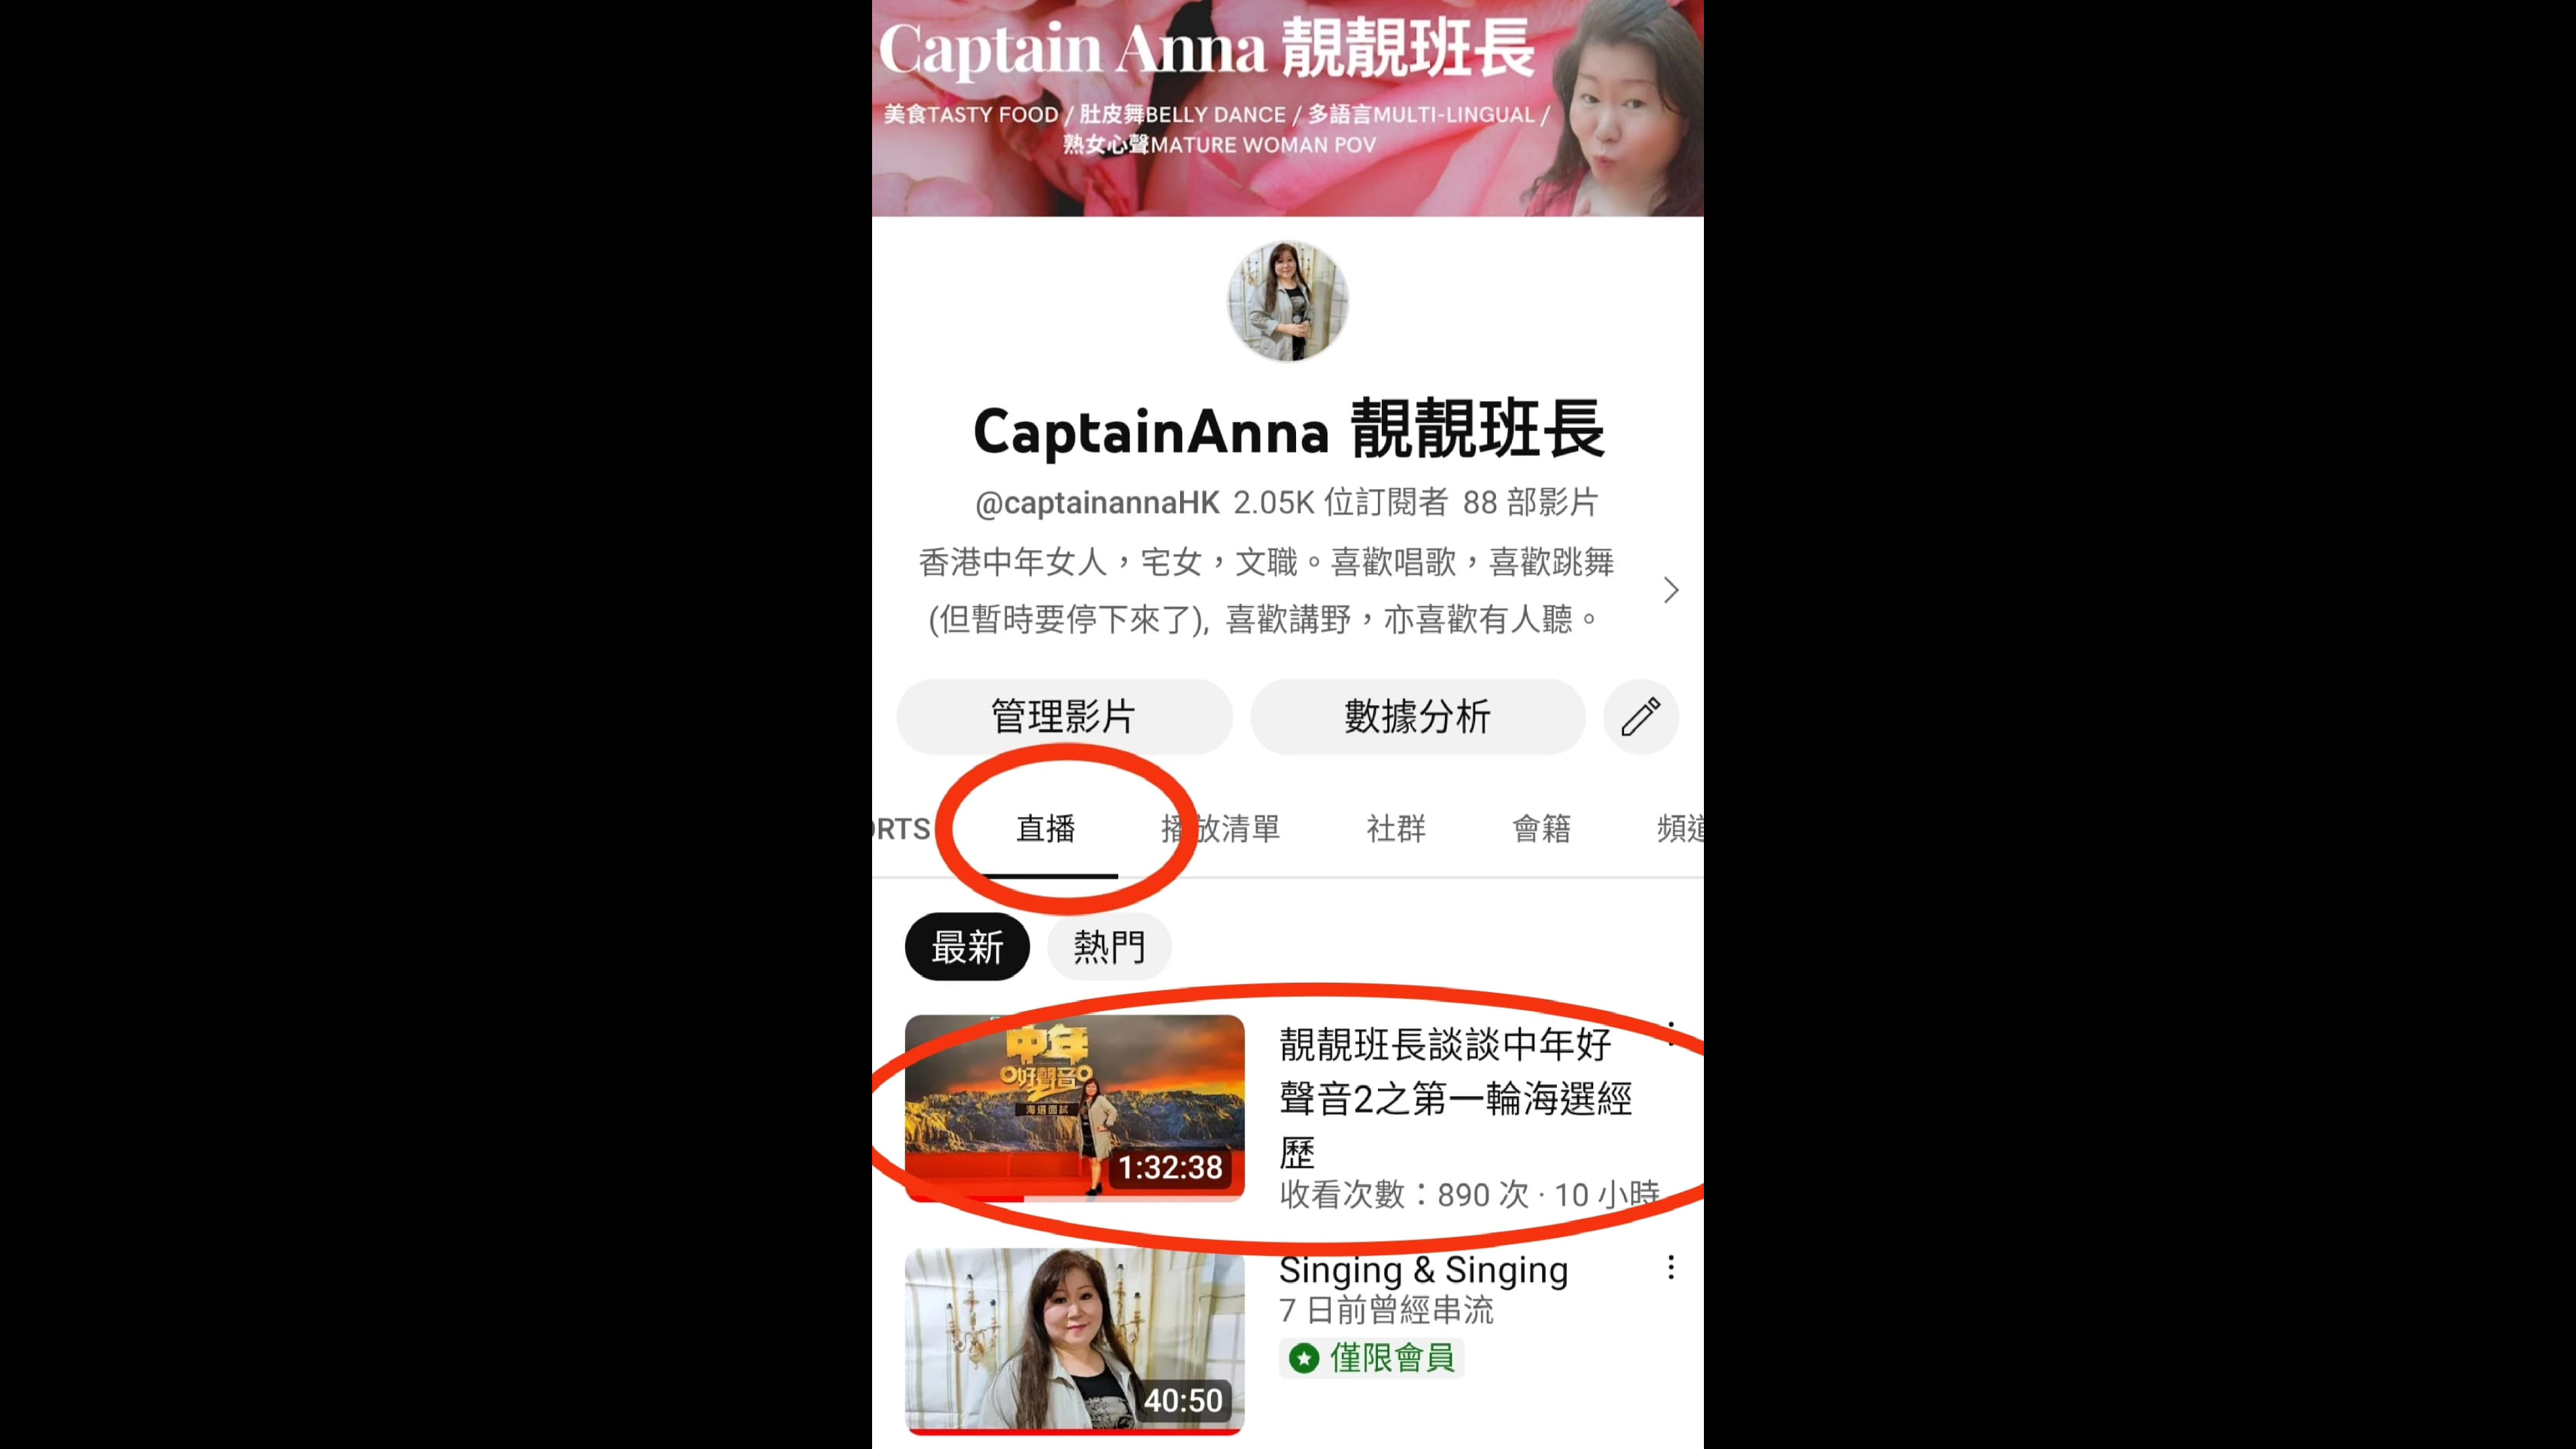 Captain Anna 靚靚班長
美食TASTY FOOD / 肚皮舞BELLY DANCE / 多語言MULTI-LINGUAL /
熟女心聲MATURE WOMAN POV
CaptainAnna 靚靚班長
@captainannaHK 2.05K 位訂閱者 88 部影片
香港中年女人，宅女，文職。喜歡唱歌，喜歡跳舞
(但暫時要停下來了), 喜歡講野，亦喜歡有人聽。
管理影片 數據分析
ORTS 直播 播放清單 社群 會籍 頻道
最新 熱門
中年
好聲音
海選面試
1:32:38
靚靚班長談談中年好
聲音2之第一輪海選經
歷
收看次數：890 次 · 10 小時
40:50
Singing & Singing
7 日前曾經串流
僅限會員